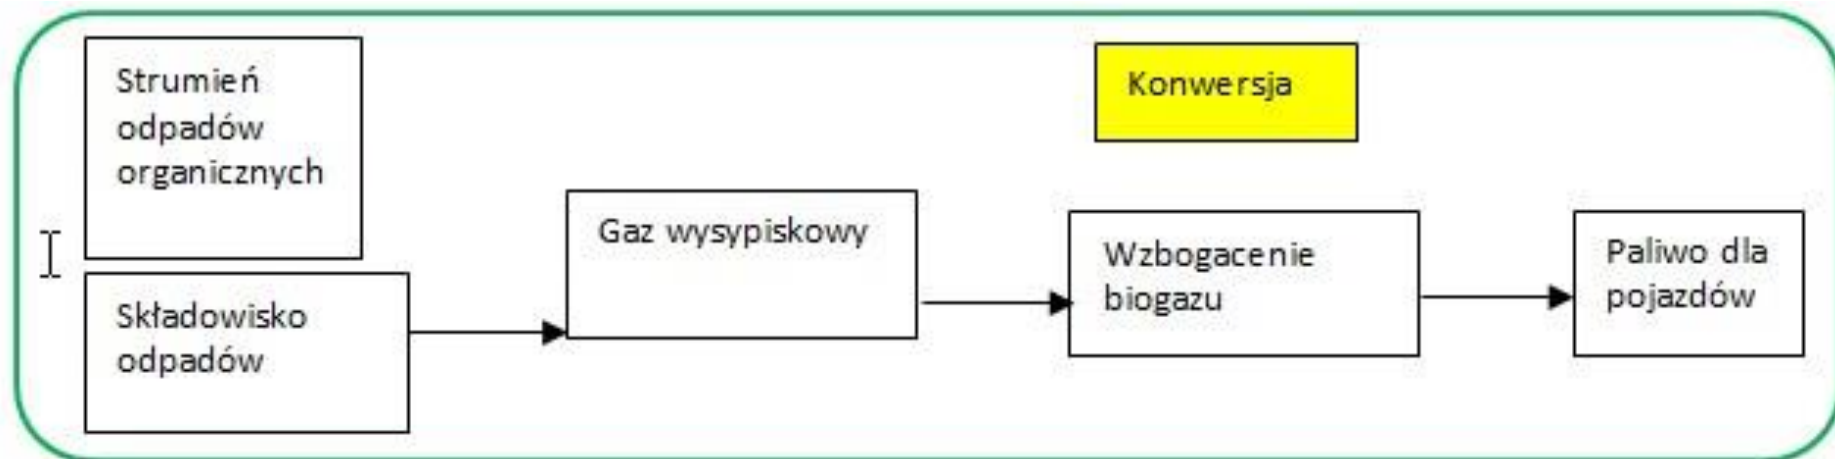 Strumień
odpadów
organicznych
Składowisko
odpadów
Gaz wysypiskowy
Konwersja
Wzbogacenie
biogazu
Paliwo dla
pojazdów